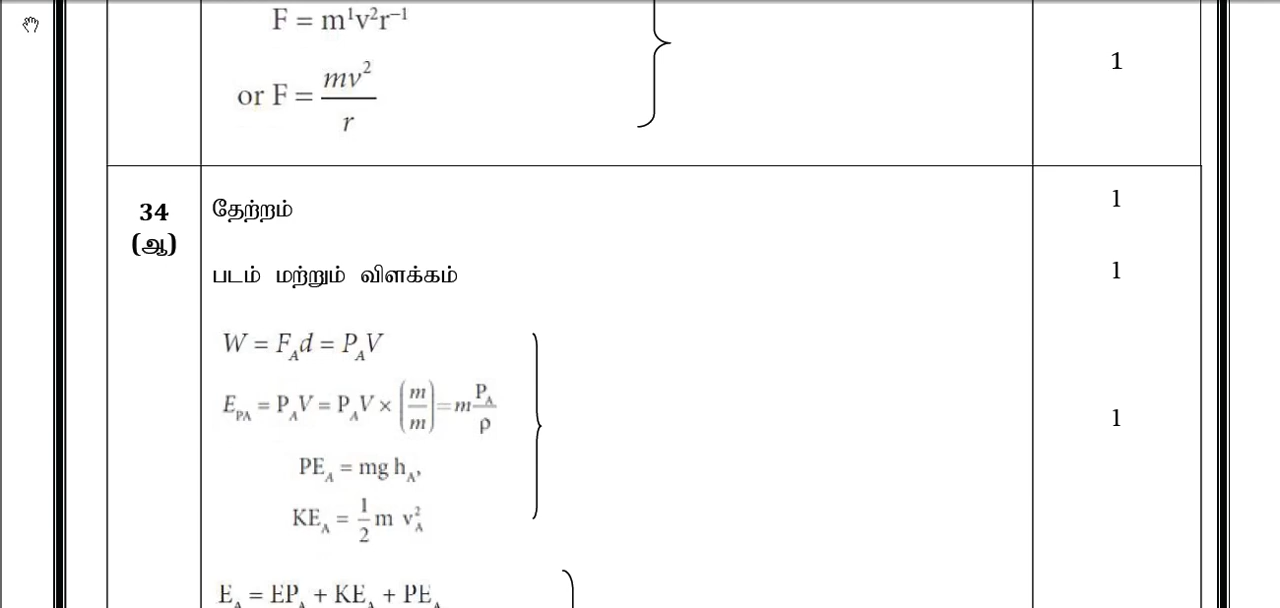 F = m¹v²r⁻¹
1
or F = mv²/r
34 (ஆ)
தேற்றம்
1
படம் மற்றும் விளக்கம்
1
W = F_A d = P_A V
E_PA = P_A V = P_A V × (m/m) = m P_A/ρ
1
PE_A = mg h_A,
KE_A = 1/2 m v_A²
E_A = EP_A + KE_A + PE_A